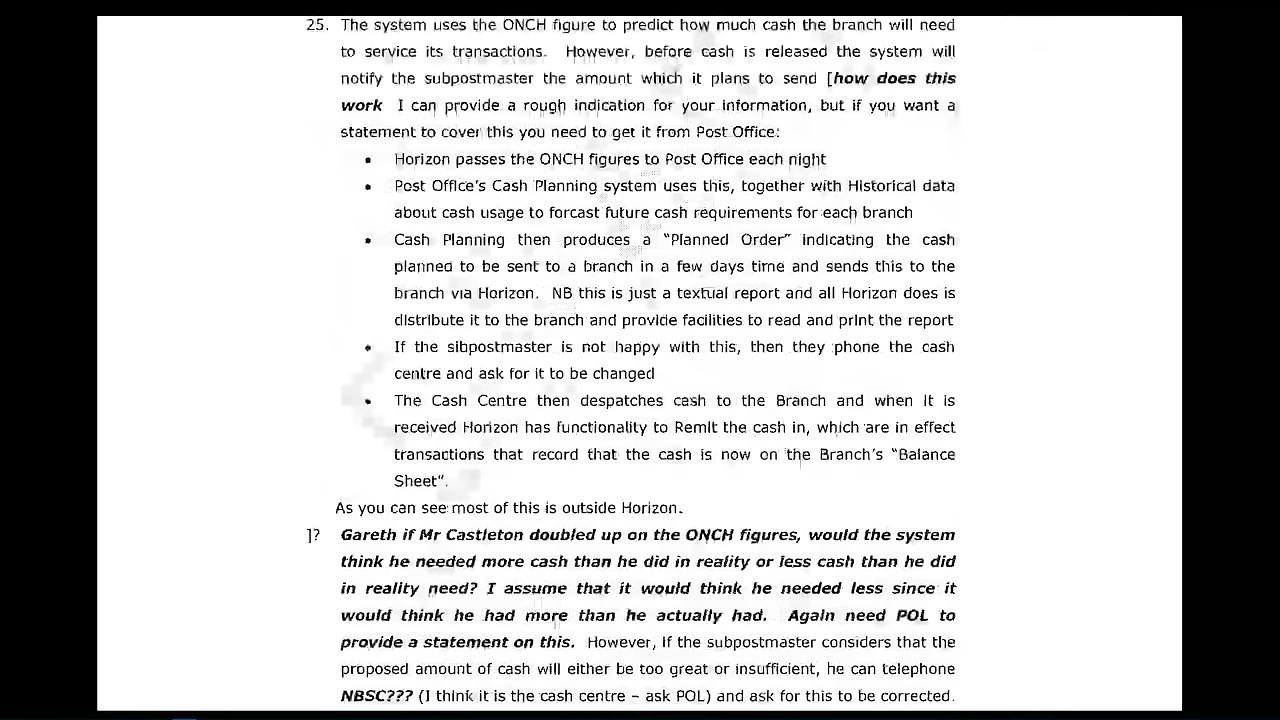 25. The system uses the ONCH figure to predict how much cash the branch will need
to service its transactions. However, before cash is released the system will
notify the subpostmaster the amount which it plans to send [how does this
work I can provide a rough indication for your information, but if you want a
statement to cover this you need to get it from Post Office:
• Horizon passes the ONCH figures to Post Office each night
• Post Office's Cash Planning system uses this, together with Historical data
about cash usage to forcast future cash requirements for each branch
• Cash Planning then produces a "Planned Order" indicating the cash
planned to be sent to a branch in a few days time and sends this to the
branch via Horizon. NB this is just a textual report and all Horizon does is
distribute it to the branch and provide facilities to read and print the report
• If the sibpostmaster is not happy with this, then they phone the cash
centre and ask for it to be changed
• The Cash Centre then despatches cash to the Branch and when it is
received Horizon has functionality to Remit the cash in, which are in effect
transactions that record that the cash is now on the Branch's "Balance
Sheet".
As you can see most of this is outside Horizon.
]? Gareth if Mr Castleton doubled up on the ONCH figures, would the system
think he needed more cash than he did in reality or less cash than he did
in reality need? I assume that it would think he needed less since it
would think he had more than he actually had. Again need POL to
provide a statement on this. However, if the subpostmaster considers that the
proposed amount of cash will either be too great or insufficient, he can telephone
NBSC??? (I think it is the cash centre – ask POL) and ask for this to be corrected.